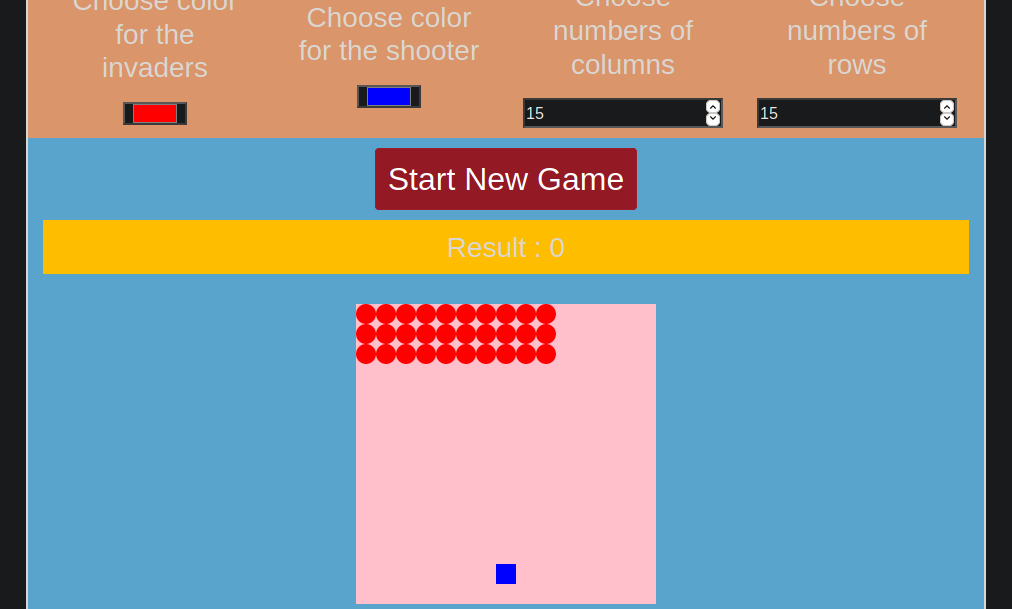 Choose color
for the
invaders
Choose color
for the shooter
Choose
numbers of
columns
Choose
numbers of
rows
15
15
Start New Game
Result : 0